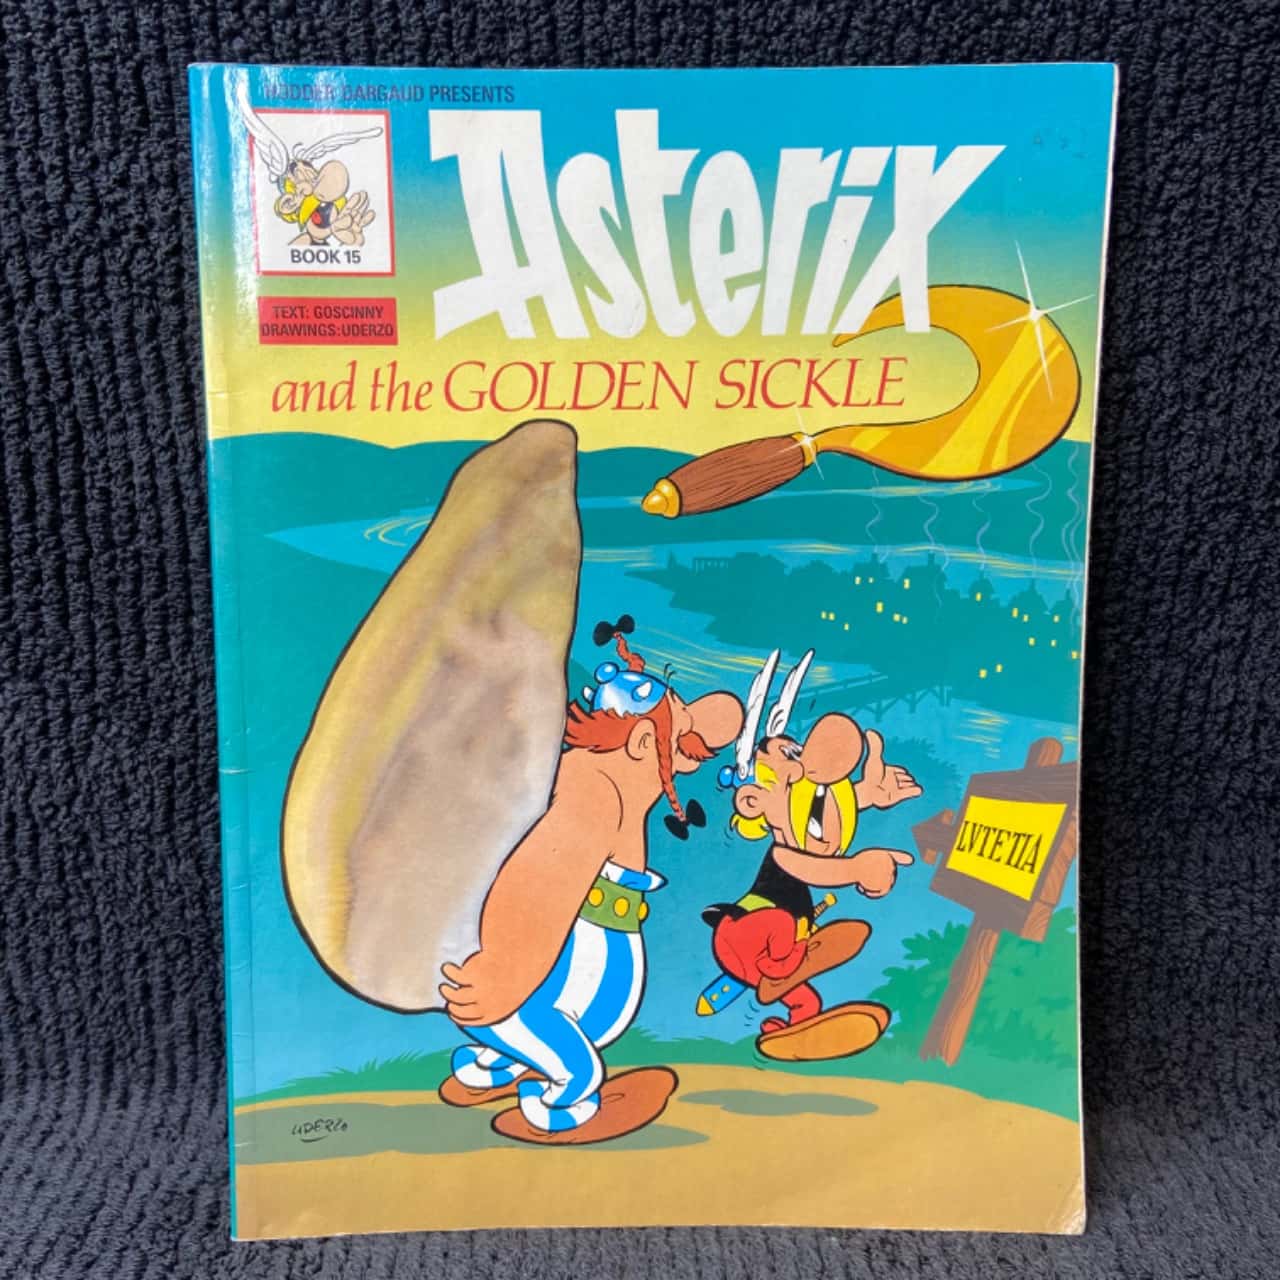 HODDER DARGAUD PRESENTS
Asterix
BOOK 15
TEXT: GOSCINNY
DRAWINGS:UDERZO
and the GOLDEN SICKLE
LVTETIA
UDERZO